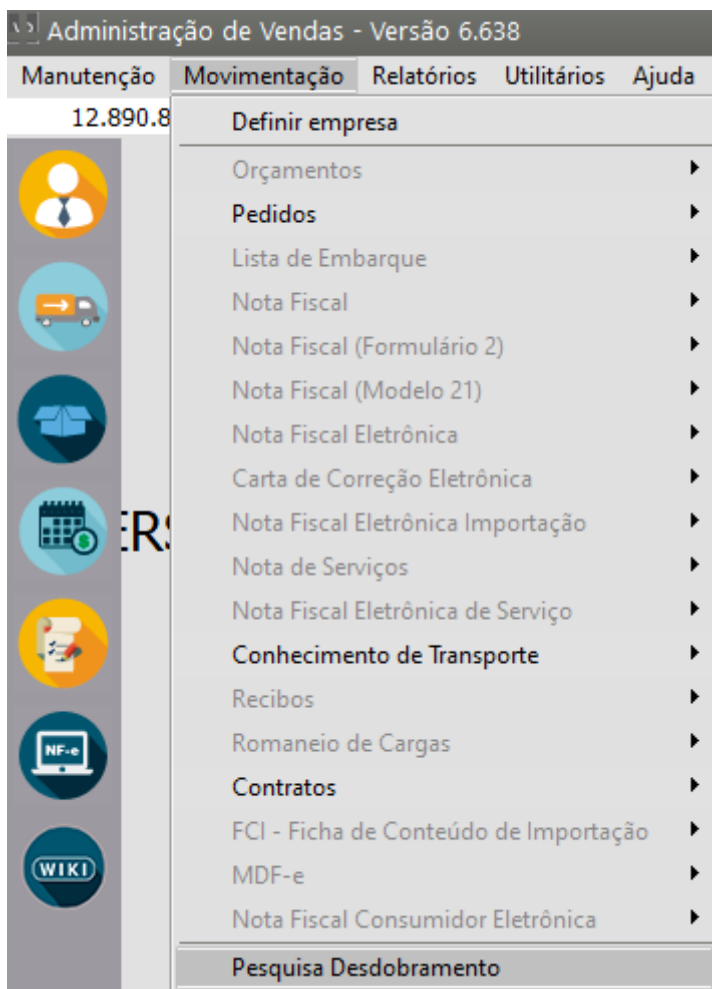 Administração de Vendas - Versão 6.638
Manutenção Movimentação Relatórios Utilitários Ajuda
12.890.8
Definir empresa
Orçamentos
Pedidos
Lista de Embarque
Nota Fiscal
Nota Fiscal (Formulário 2)
Nota Fiscal (Modelo 21)
Nota Fiscal Eletrônica
Carta de Correção Eletrônica
Nota Fiscal Eletrônica Importação
Nota de Serviços
Nota Fiscal Eletrônica de Serviço
Conhecimento de Transporte
Recibos
Romaneio de Cargas
Contratos
FCI - Ficha de Conteúdo de Importação
MDF-e
Nota Fiscal Consumidor Eletrônica
Pesquisa Desdobramento
$
ERS
NF-e
WIKI